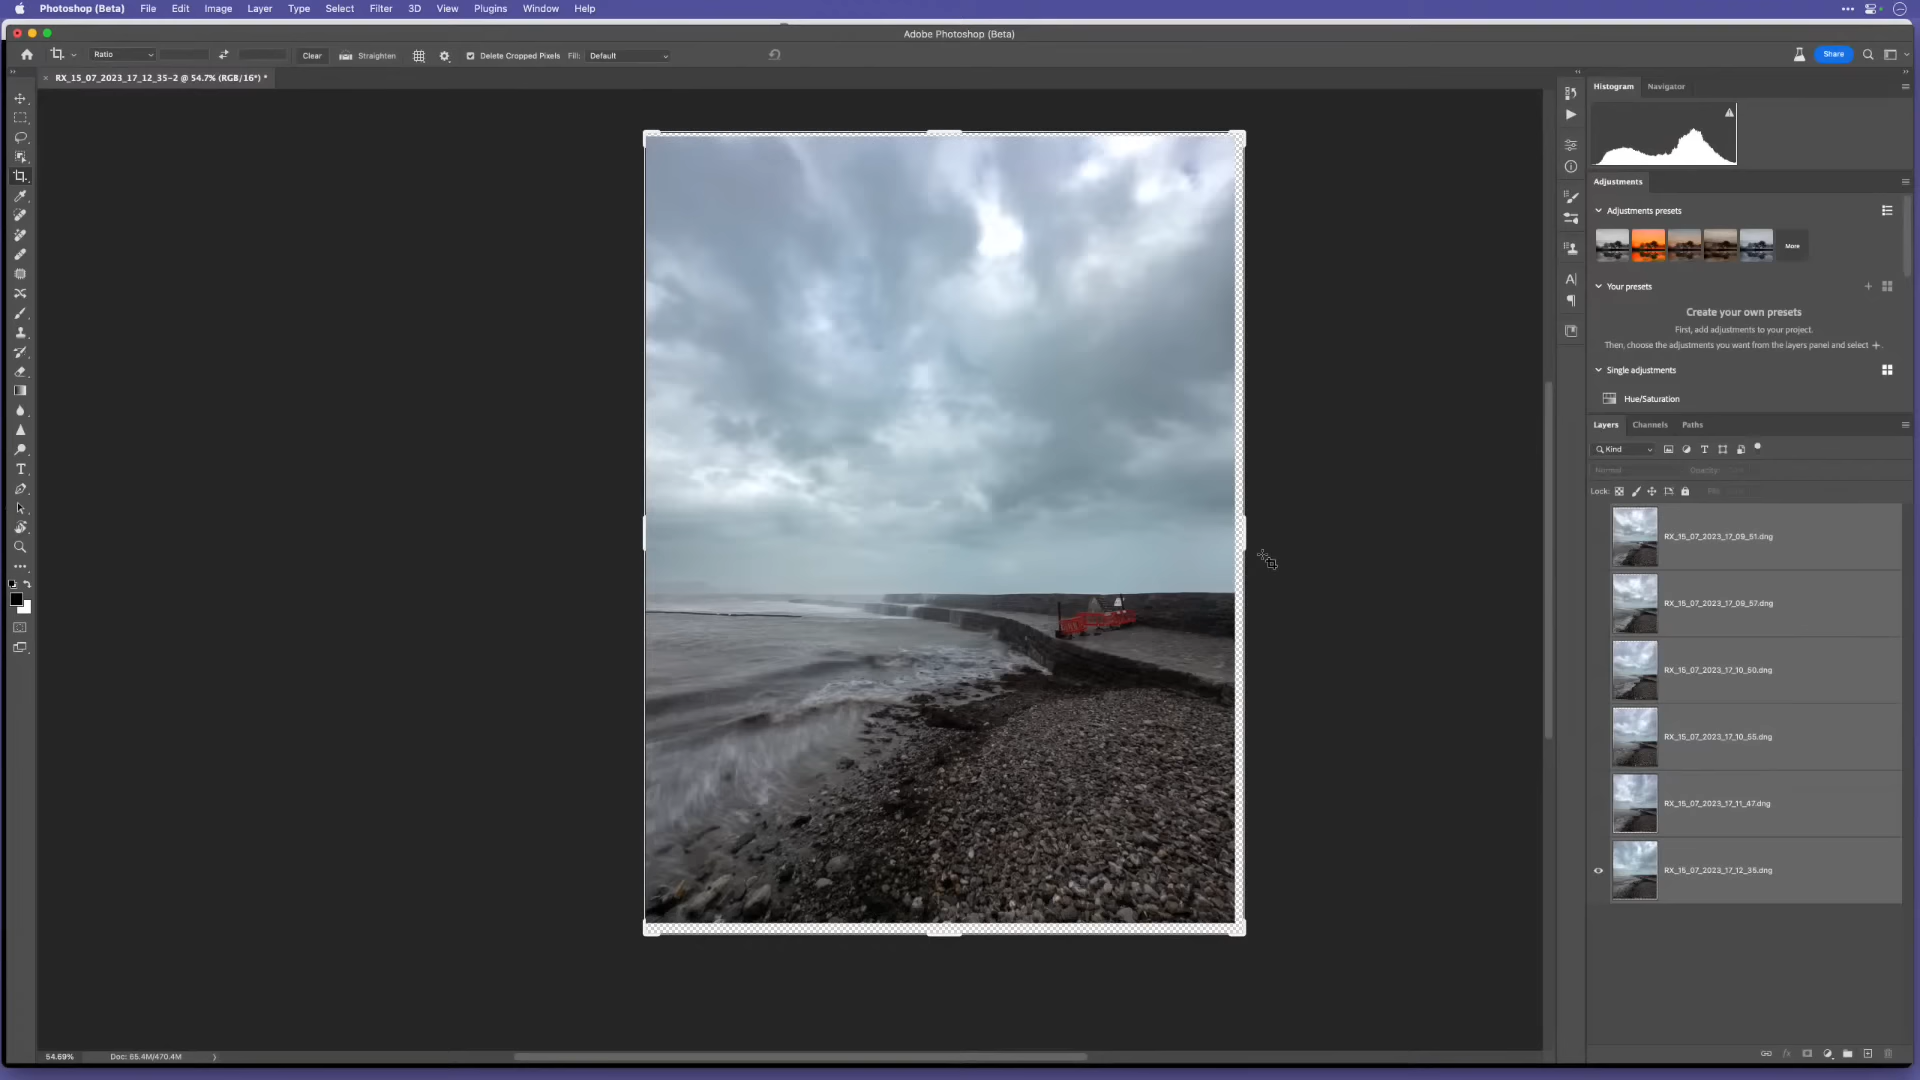 Photoshop (Beta) File Edit Image Layer Type Select Filter 3D View Plugins Window Help
Adobe Photoshop (Beta)
Ratio Clear Straighten Delete Cropped Pixels Fill: Default Share
RX_15_07_2023_17_12_35-2 @ 54.7% (RGB/16*) *
Histogram Navigator
Adjustments
Adjustments presets
More
Your presets
Create your own presets
First, add adjustments to your project.
Then, choose the adjustments you want from the layers panel and select +.
Single adjustments
Hue/Saturation
Layers Channels Paths
Kind
Normal Opacity:
Lock: Fill:
RX_15_07_2023_17_09_51.dng
RX_15_07_2023_17_09_57.dng
RX_15_07_2023_17_10_50.dng
RX_15_07_2023_17_10_55.dng
RX_15_07_2023_17_11_47.dng
RX_15_07_2023_17_12_35.dng
54.69% Doc: 65.4M/470.4M